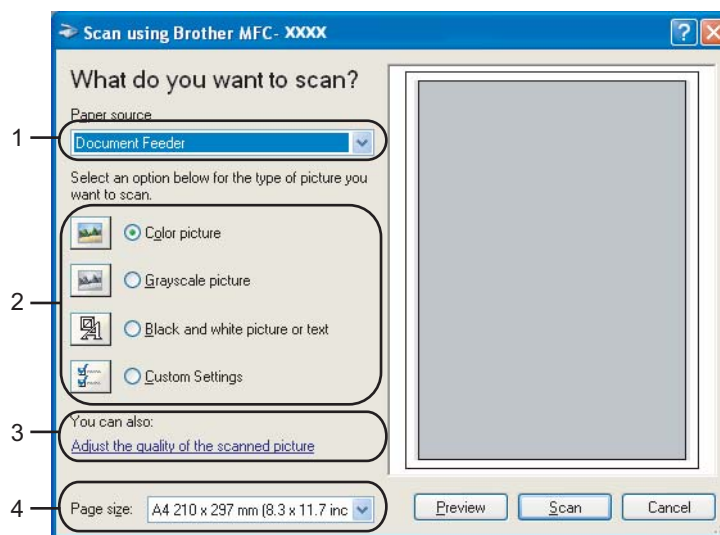 Scan using Brother MFC- XXXX
What do you want to scan?
Paper source
1
Document Feeder
Select an option below for the type of picture you
want to scan.
Color picture
Grayscale picture
2
Black and white picture or text
Custom Settings
You can also:
3
Adjust the quality of the scanned picture
4
Page size: A4 210 x 297 mm (8.3 x 11.7 inc
Preview Scan Cancel